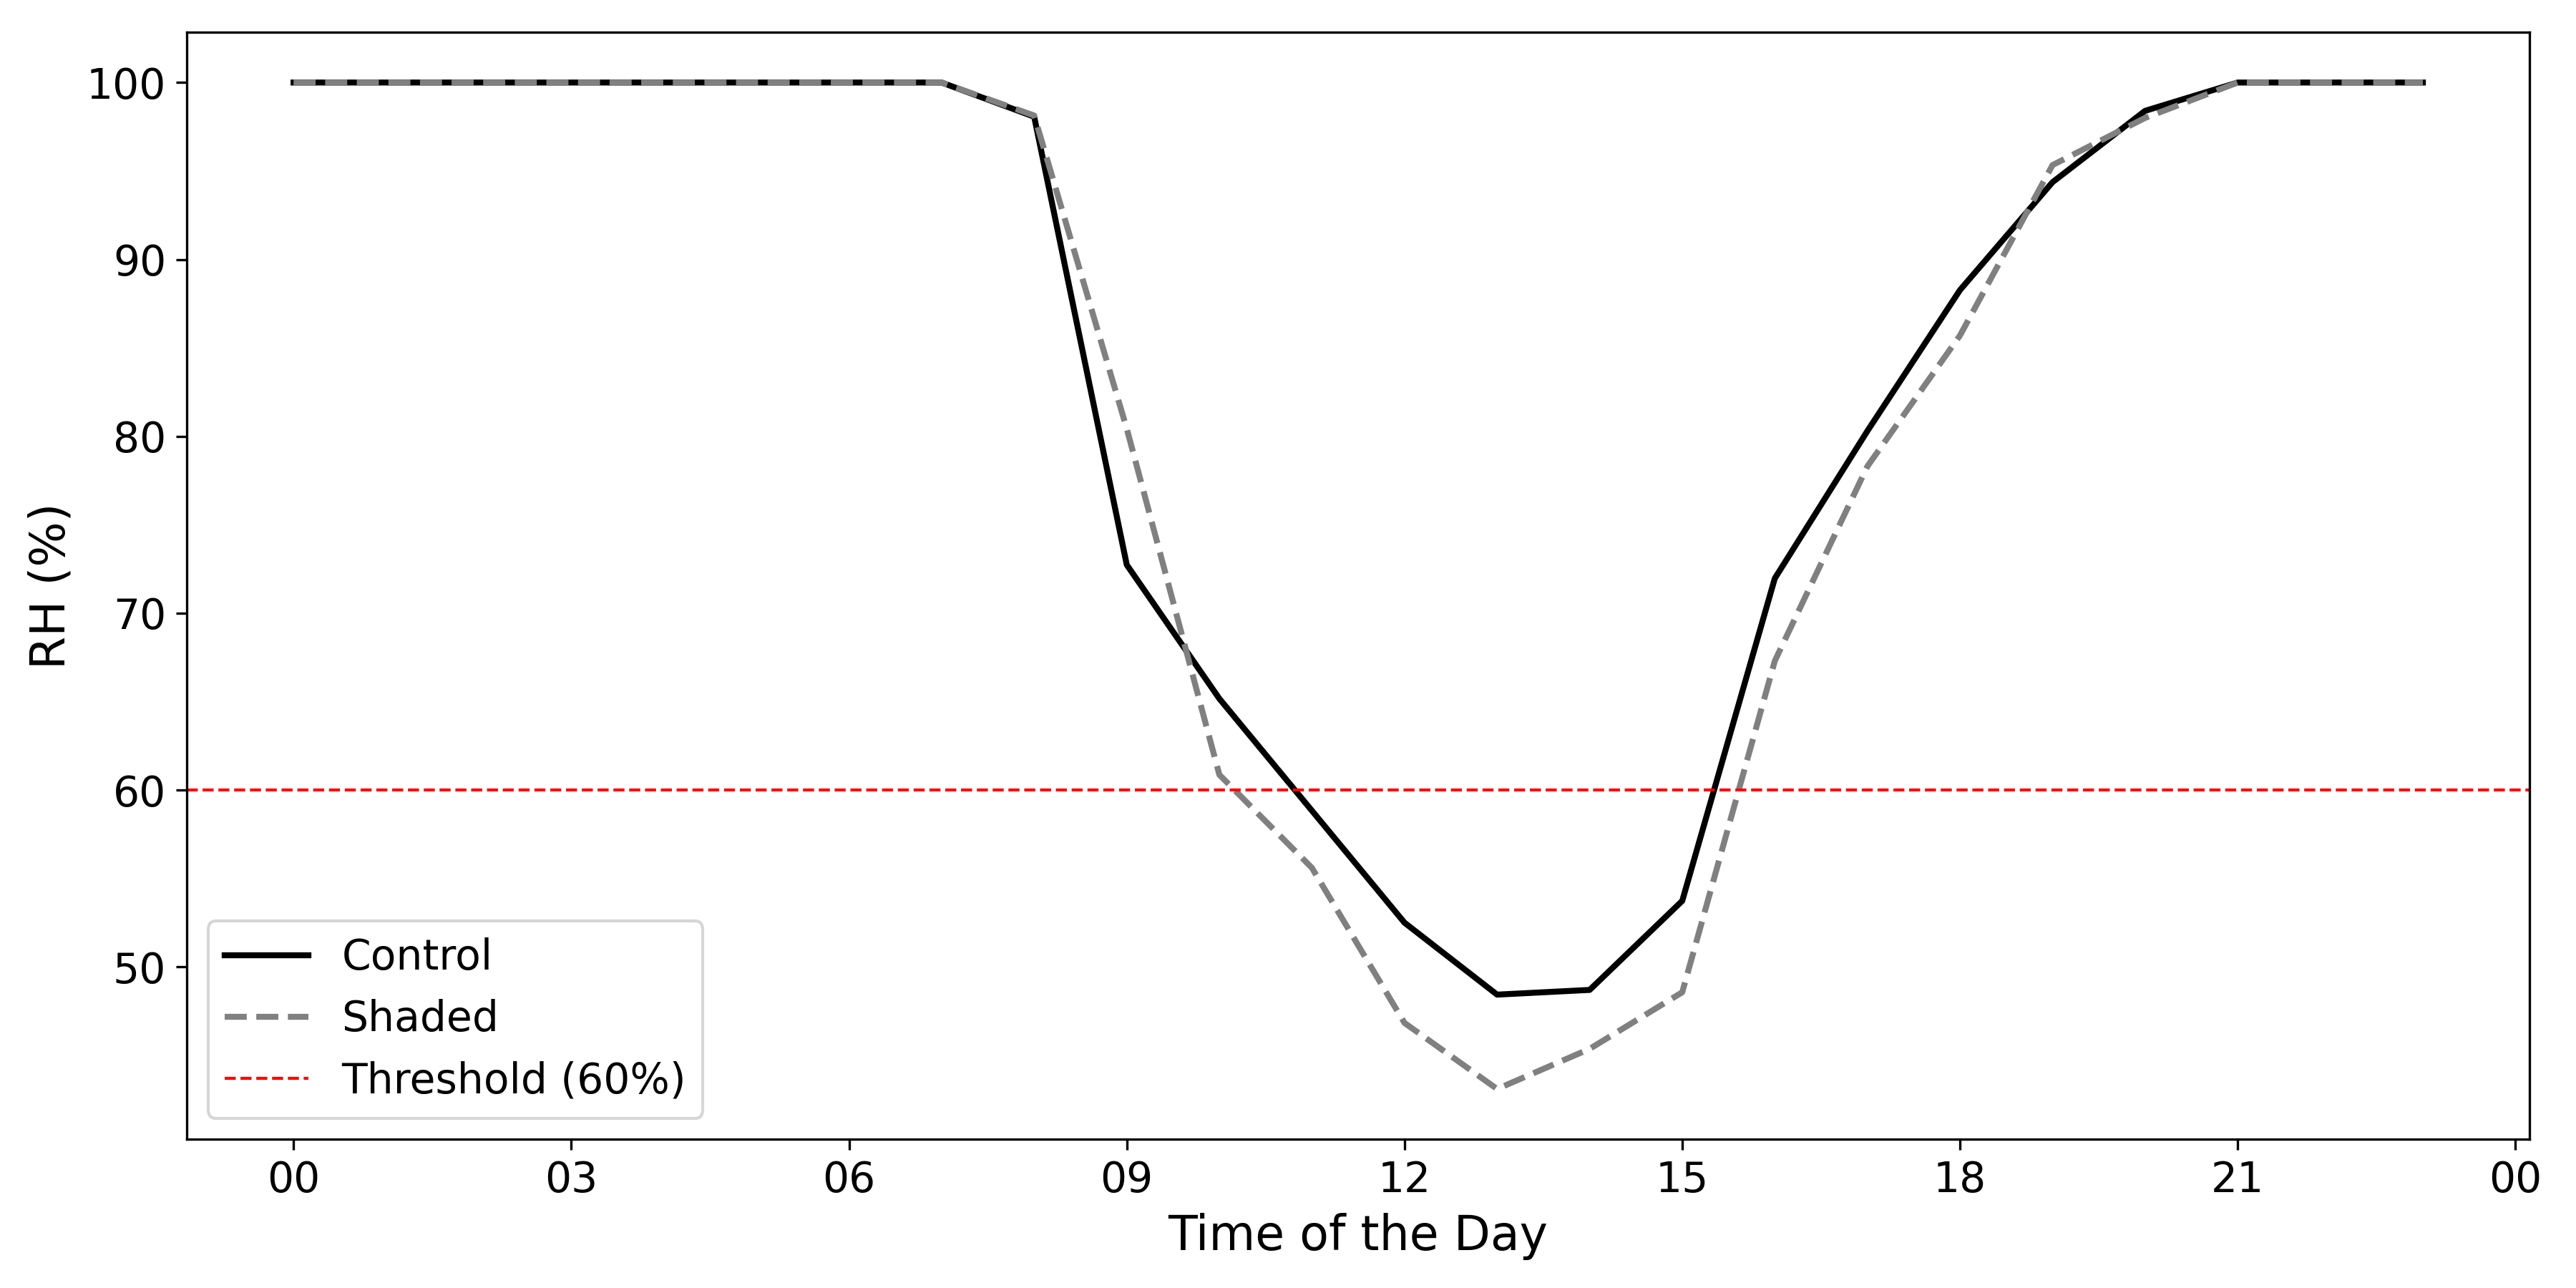 100
90
80
70
60
50
RH (%)
Control
Shaded
Threshold (60%)
00 03 06 09 12 15 18 21 00
Time of the Day